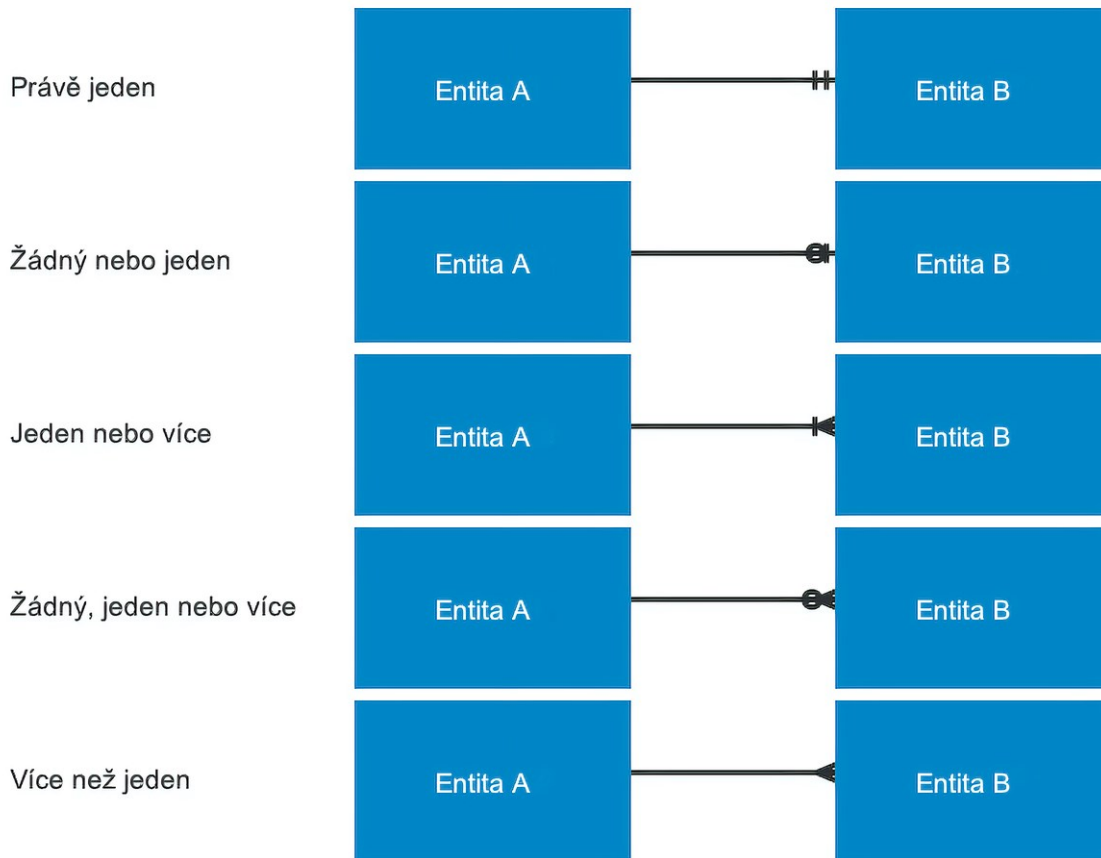 Právě jeden
Entita A
Entita B
Žádný nebo jeden
Entita A
Entita B
Jeden nebo více
Entita A
Entita B
Žádný, jeden nebo více
Entita A
Entita B
Více než jeden
Entita A
Entita B